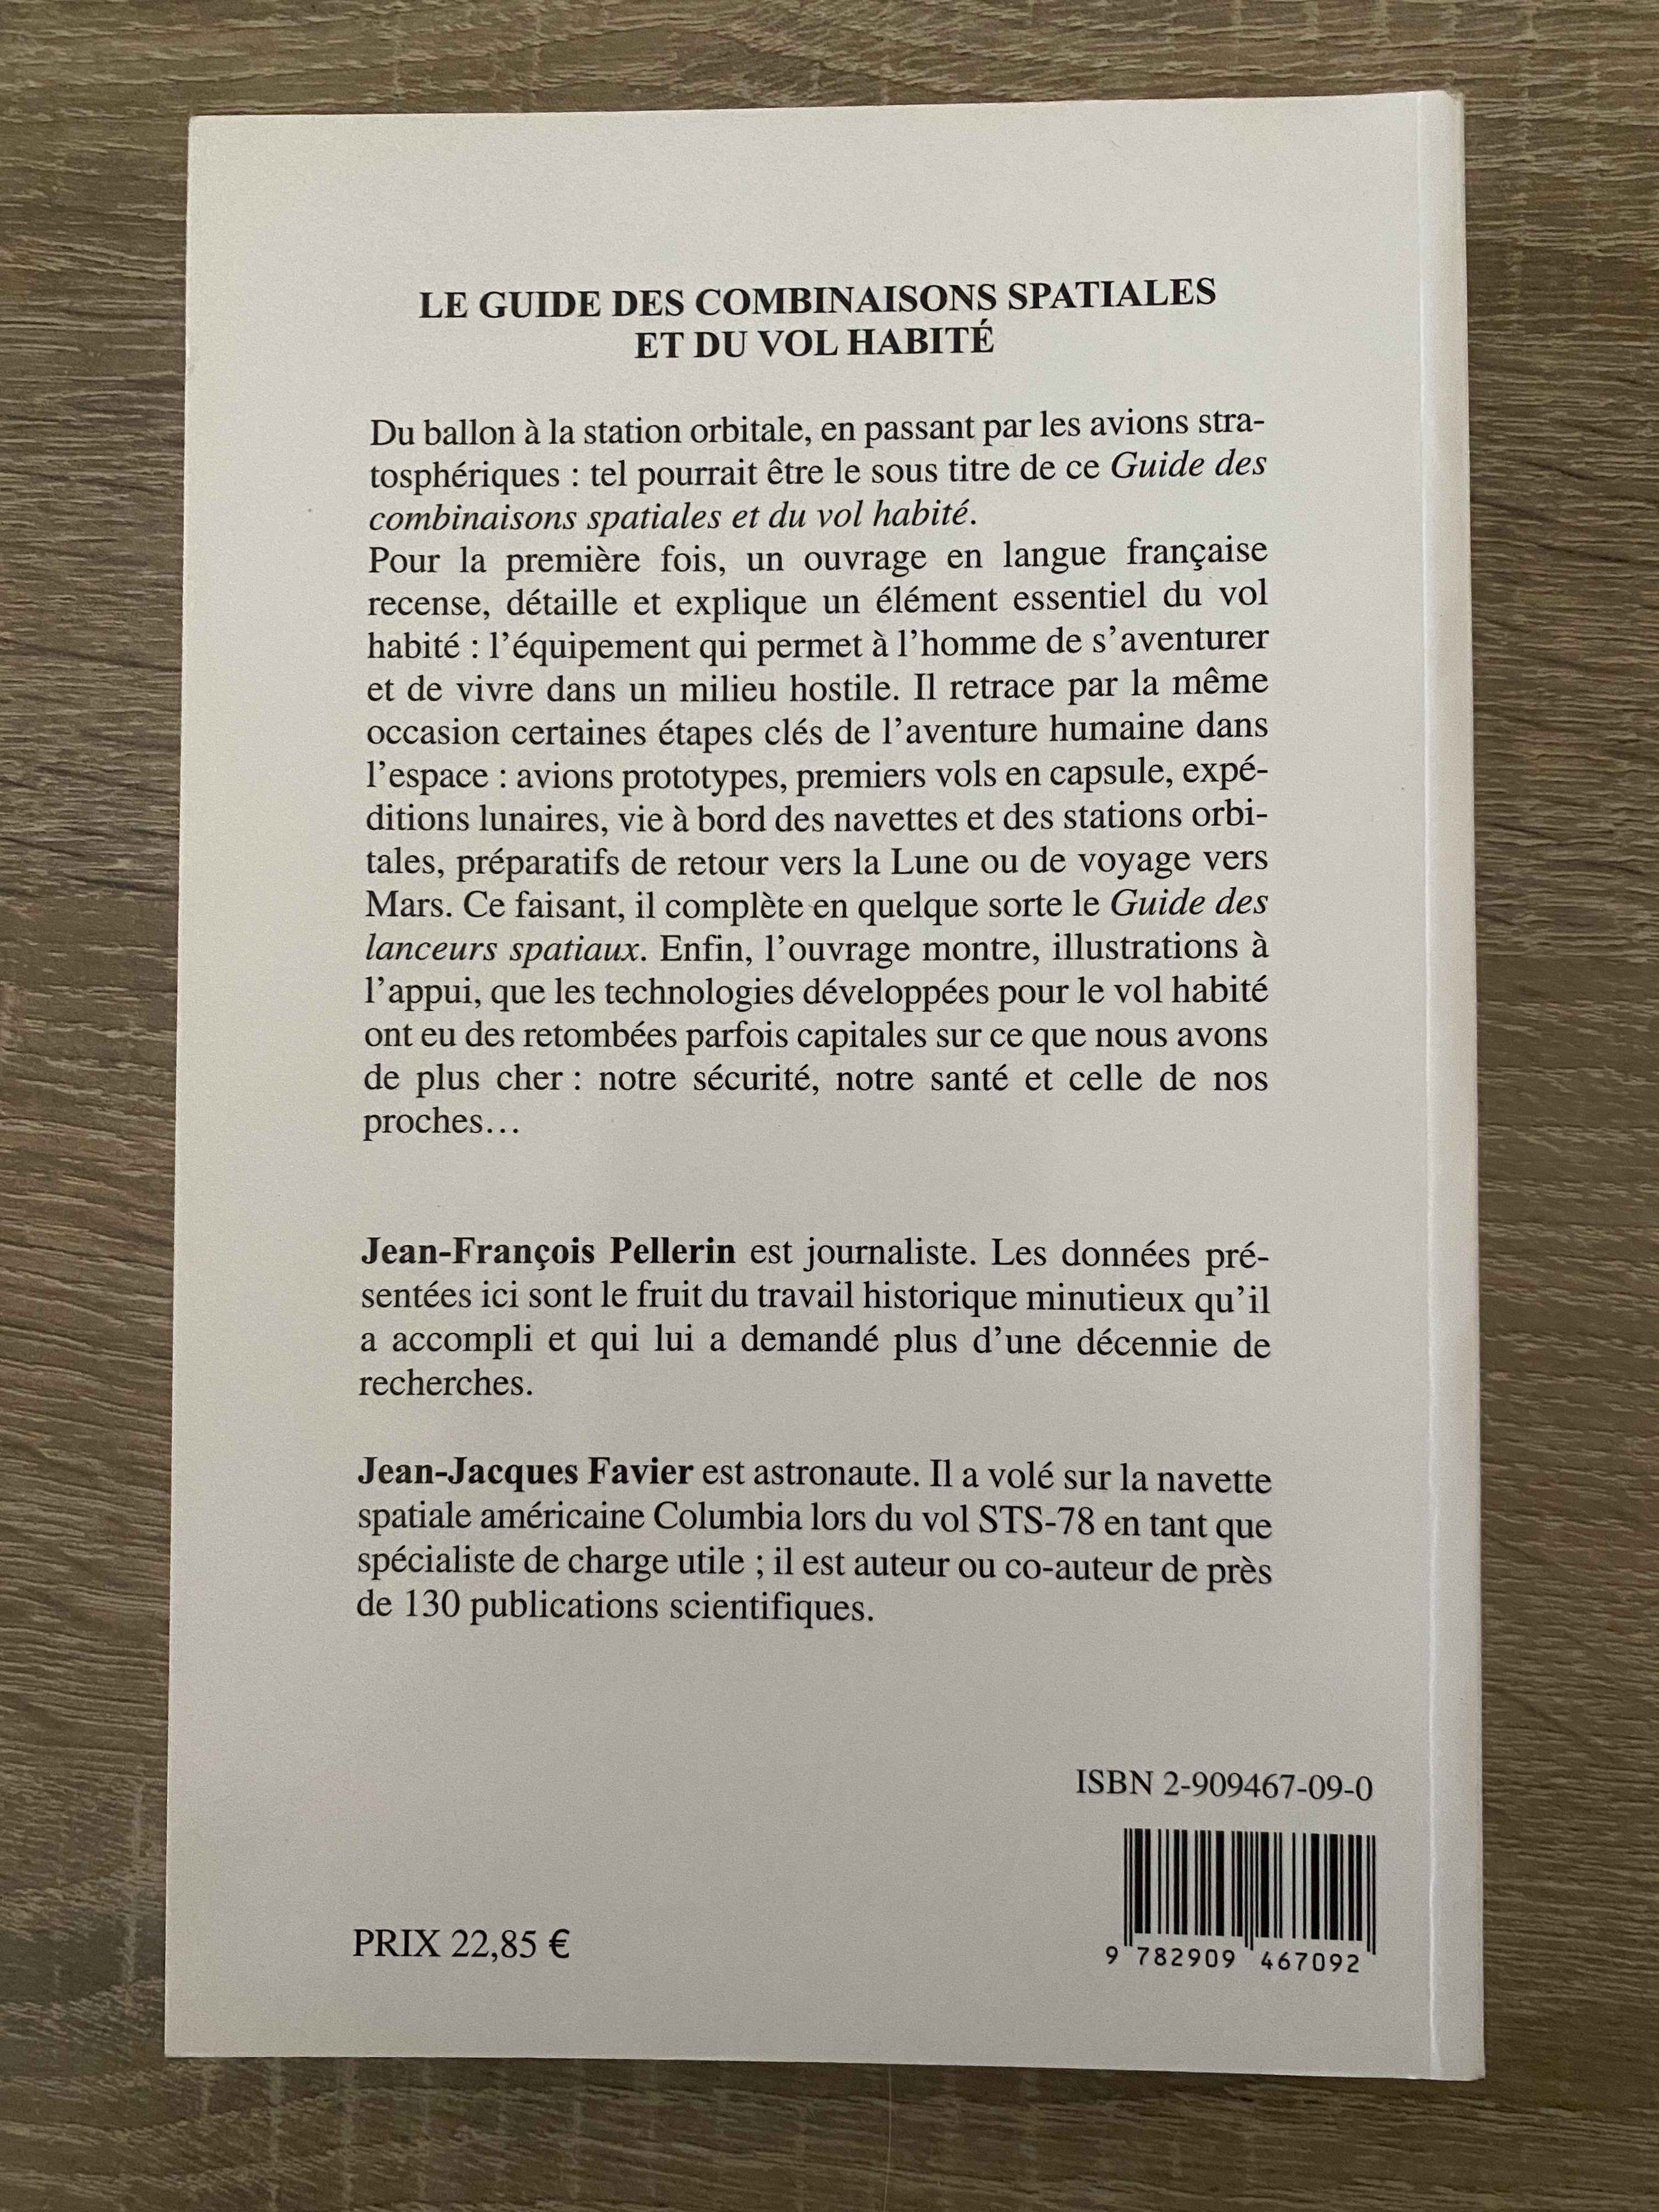 LE GUIDE DES COMBINAISONS SPATIALES
ET DU VOL HABITÉ
Du ballon à la station orbitale, en passant par les avions stra-
tosphériques : tel pourrait être le sous titre de ce Guide des
combinaisons spatiales et du vol habité.
Pour la première fois, un ouvrage en langue française
recense, détaille et explique un élément essentiel du vol
habité : l'équipement qui permet à l'homme de s'aventurer
et de vivre dans un milieu hostile. Il retrace par la même
occasion certaines étapes clés de l'aventure humaine dans
l'espace : avions prototypes, premiers vols en capsule, expé-
ditions lunaires, vie à bord des navettes et des stations orbi-
tales, préparatifs de retour vers la Lune ou de voyage vers
Mars. Ce faisant, il complète en quelque sorte le Guide des
lanceurs spatiaux. Enfin, l'ouvrage montre, illustrations à
l'appui, que les technologies développées pour le vol habité
ont eu des retombées parfois capitales sur ce que nous avons
de plus cher : notre sécurité, notre santé et celle de nos
proches…
Jean-François Pellerin est journaliste. Les données pré-
sentées ici sont le fruit du travail historique minutieux qu'il
a accompli et qui lui a demandé plus d'une décennie de
recherches.
Jean-Jacques Favier est astronaute. Il a volé sur la navette
spatiale américaine Columbia lors du vol STS-78 en tant que
spécialiste de charge utile ; il est auteur ou co-auteur de près
de 130 publications scientifiques.
ISBN 2-909467-09-0
PRIX 22,85 €
9 782909 467092